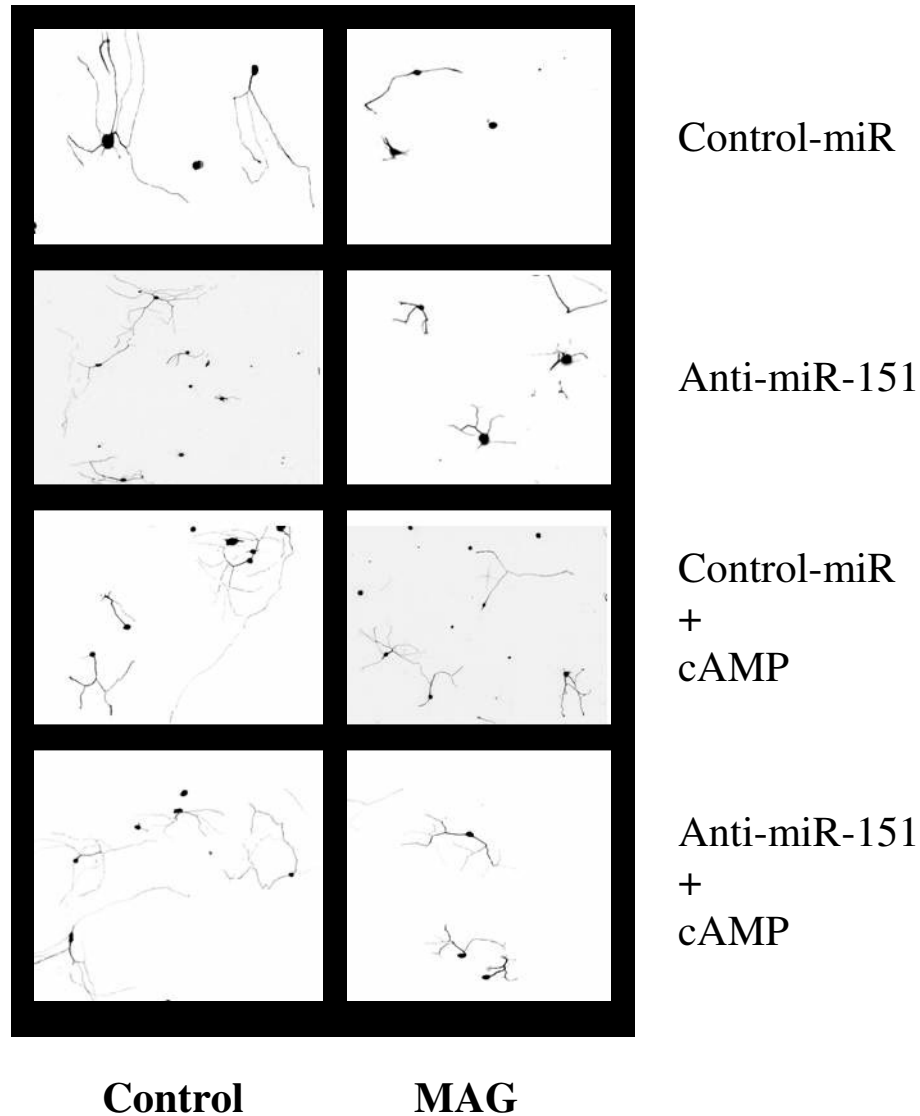 Control-miR
Anti-miR-151
Control-miR
+
cAMP
Anti-miR-151
+
cAMP
Control
MAG